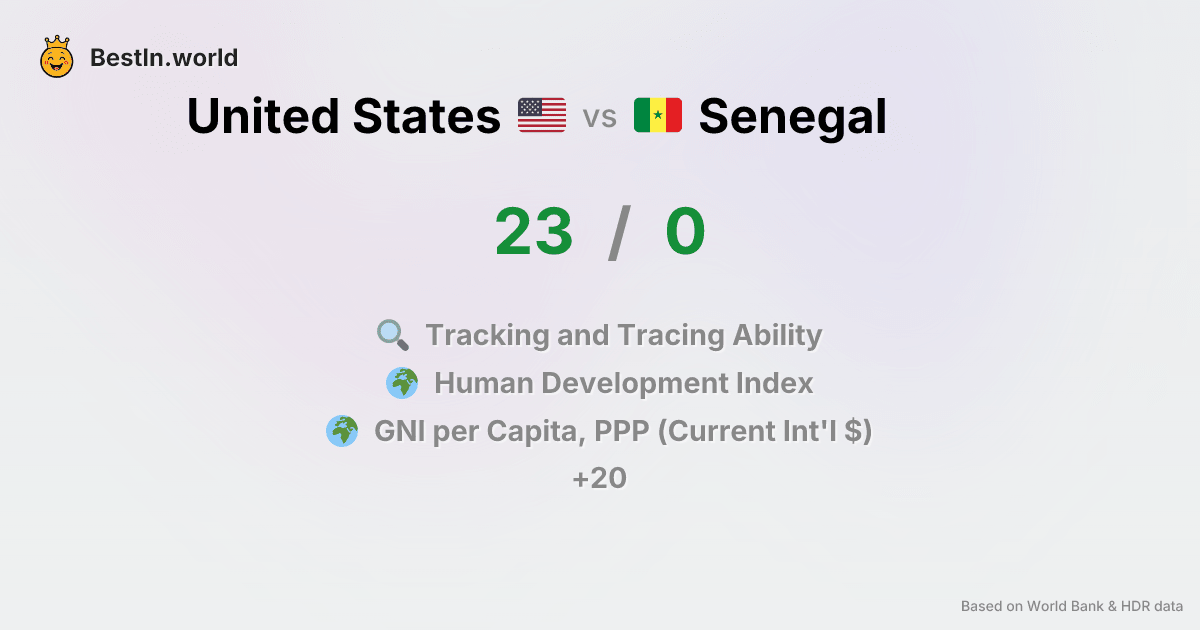 BestIn.world
United States vs Senegal
23 / 0
Tracking and Tracing Ability
Human Development Index
GNI per Capita, PPP (Current Int'l $)
+20
Based on World Bank & HDR data